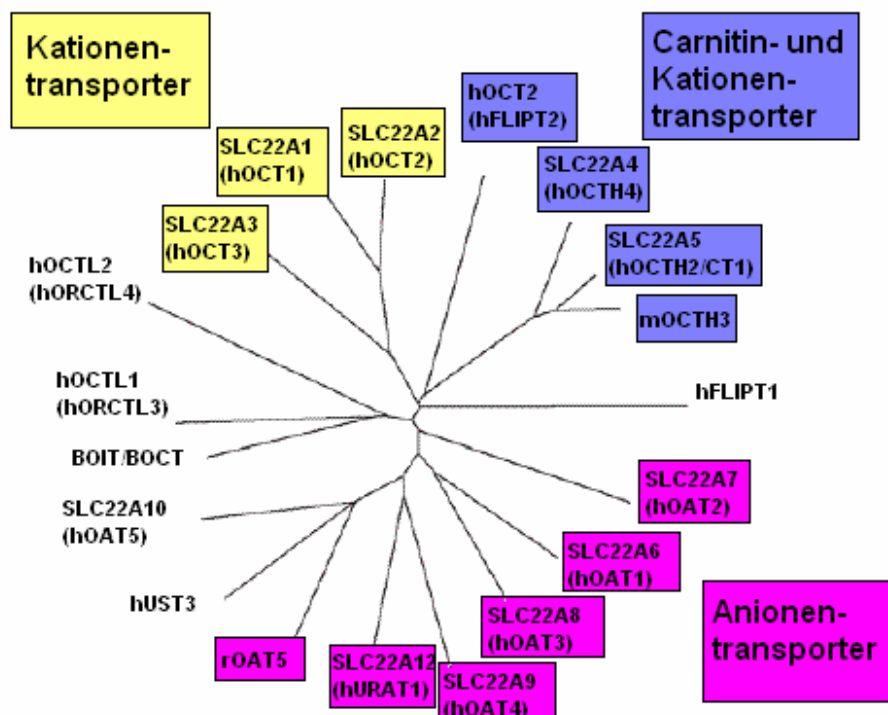 Kationen-
transporter
Carnitin- und
Kationen-
transporter
hOCT2
(hFLIPT2)
SLC22A2
(hOCT2)
SLC22A1
(hOCT1)
SLC22A4
(hOCTH4)
SLC22A3
(hOCT3)
SLC22A5
(hOCTH2/CT1)
hOCTL2
(hORCTL4)
mOCTH3
hOCTL1
(hORCTL3)
hFLIPT1
BOIT/BOCT
SLC22A7
(hOAT2)
SLC22A10
(hOAT5)
SLC22A6
(hOAT1)
hUST3
SLC22A8
(hOAT3)
Anionen-
transporter
rOAT5
SLC22A12
(hURAT1)
SLC22A9
(hOAT4)